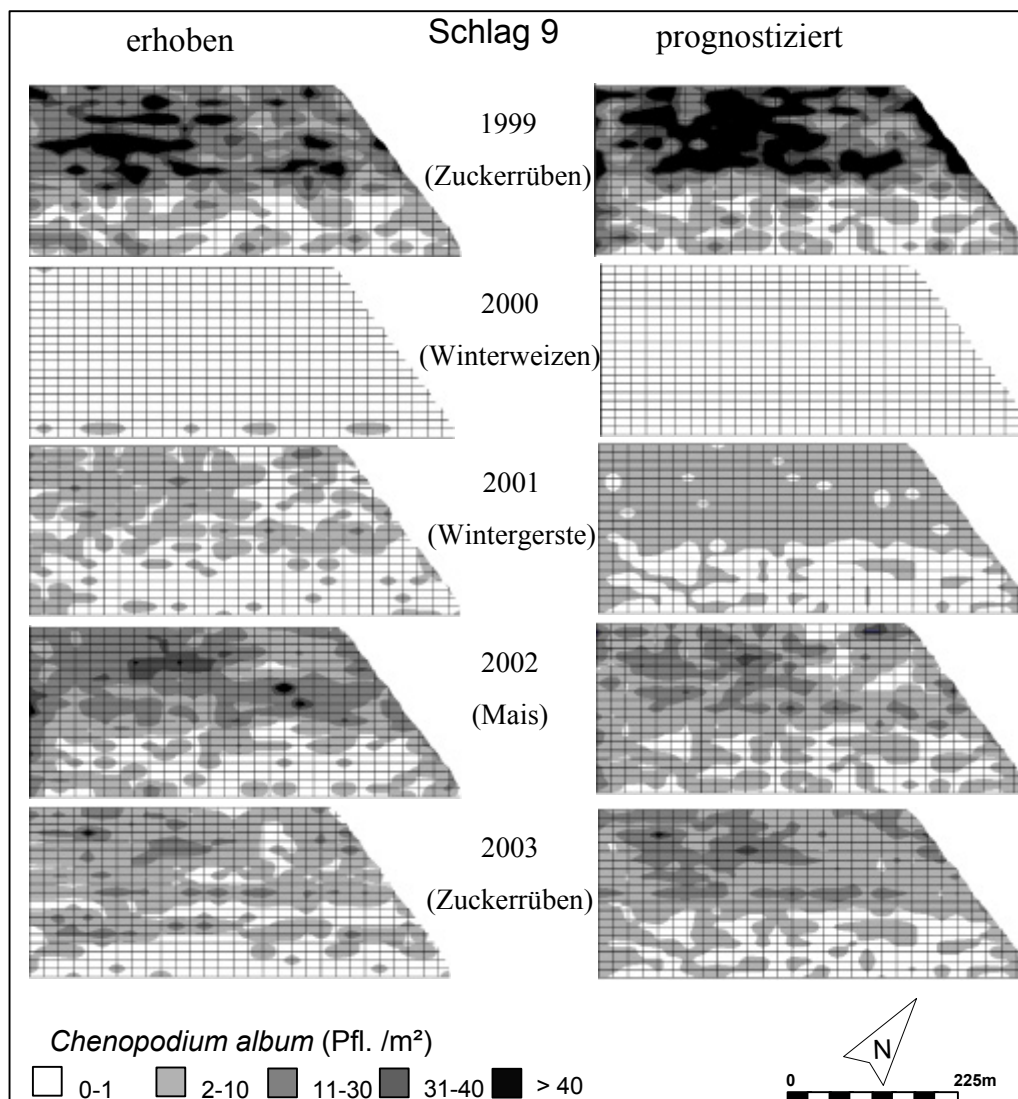 erhoben Schlag 9 prognostiziert
1999
(Zuckerrüben)
2000
(Winterweizen)
2001
(Wintergerste)
2002
(Mais)
2003
(Zuckerrüben)
Chenopodium album (Pfl. /m²)
0-1 2-10 11-30 31-40 > 40
N
0 225m